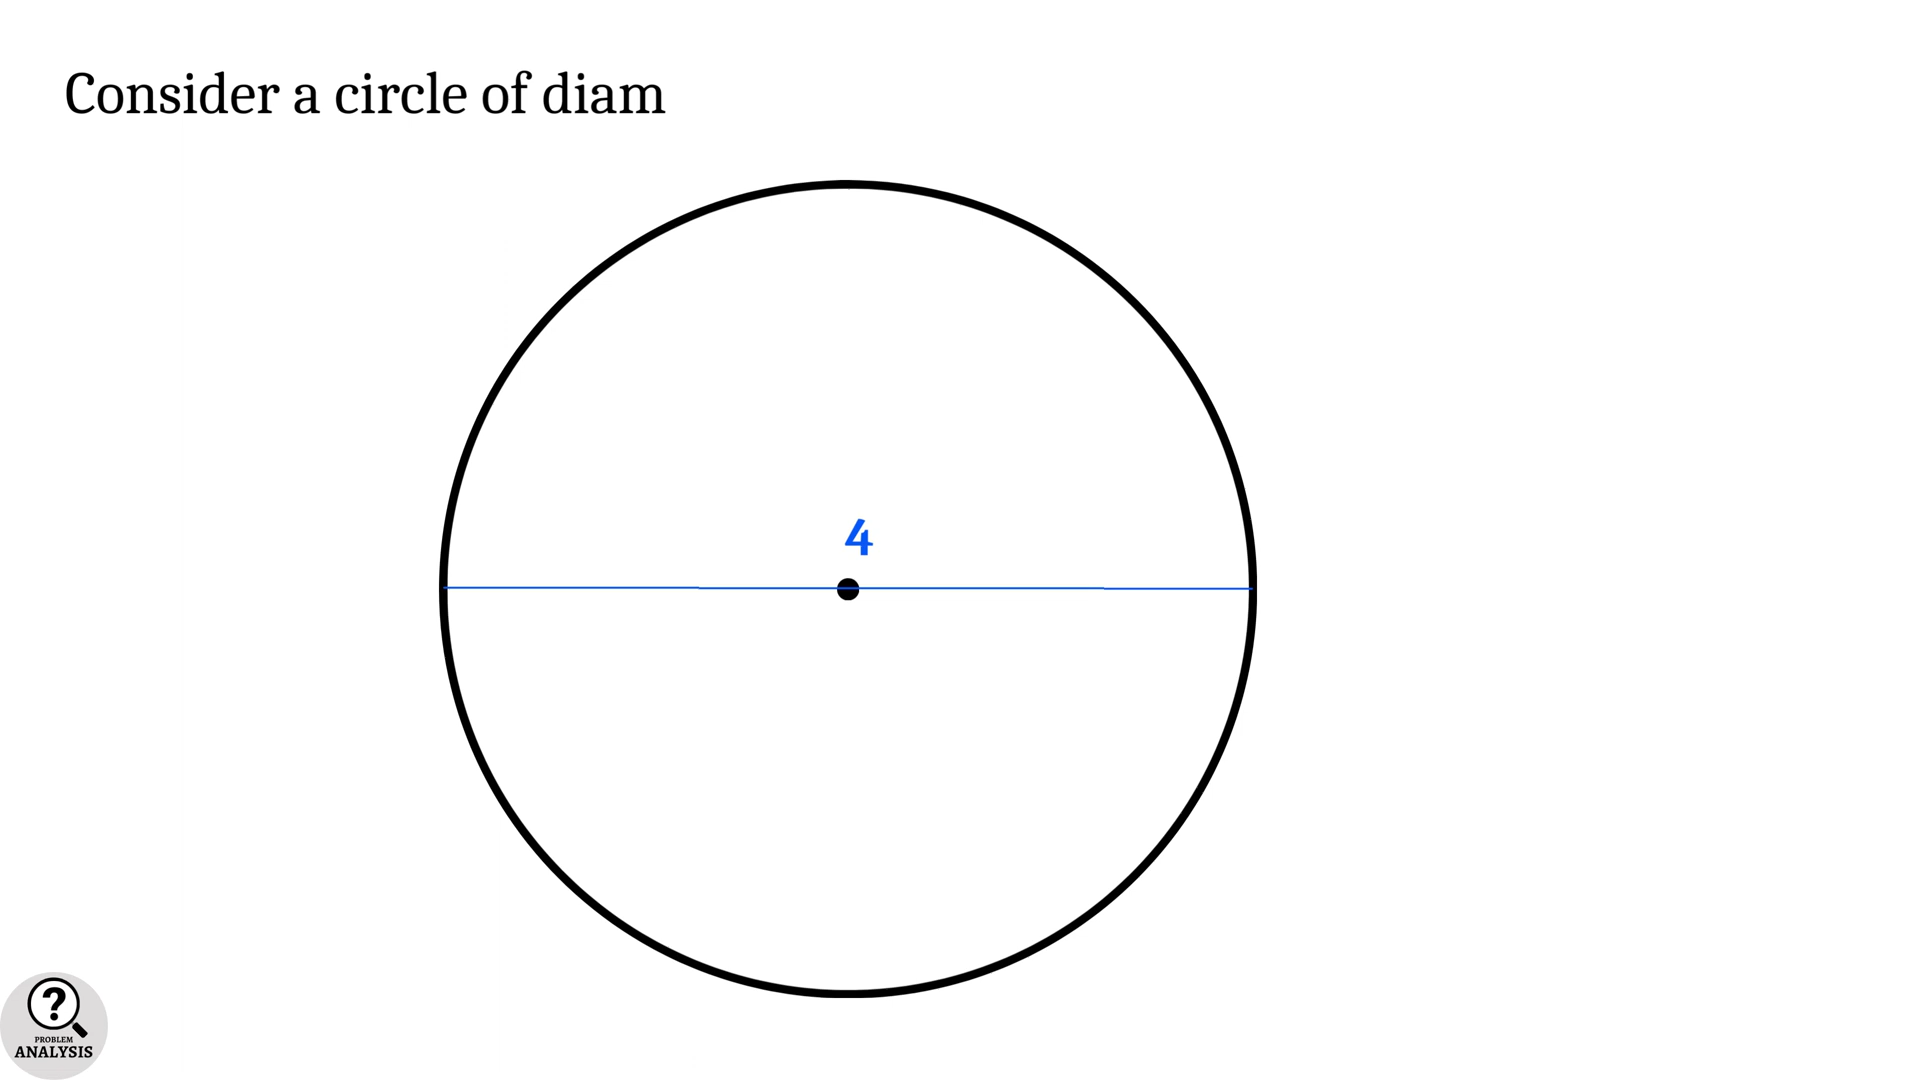 Consider a circle of diam
4
?
PROBLEM
ANALYSIS